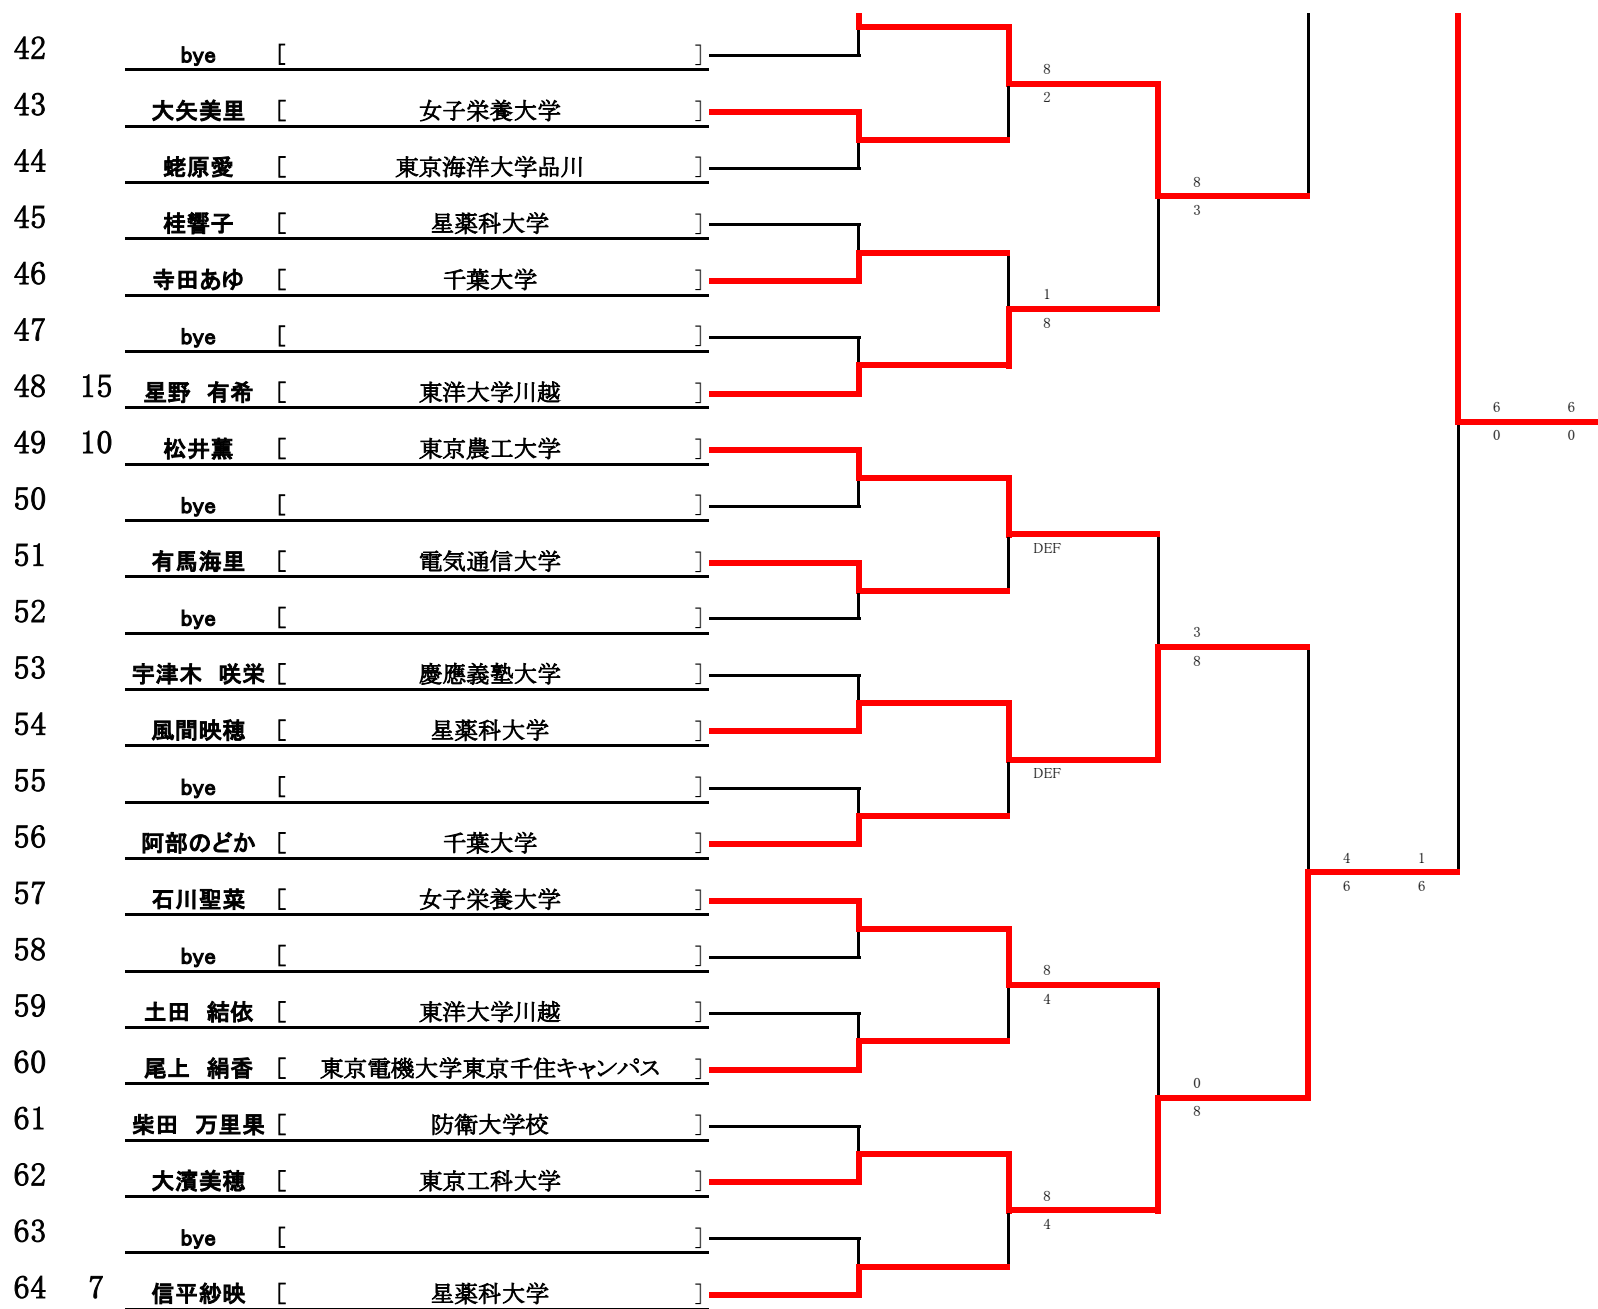 42 bye [ ]
8
2
43 大矢美里 [ 女子栄養大学 ]
44 蛯原愛 [ 東京海洋大学品川 ]
8
3
45 桂響子 [ 星薬科大学 ]
46 寺田あゆ [ 千葉大学 ]
1
8
47 bye [ ]
48 15 星野 有希 [ 東洋大学川越 ]
6 6
0 0
49 10 松井薫 [ 東京農工大学 ]
50 bye [ ]
DEF
51 有馬海里 [ 電気通信大学 ]
52 bye [ ]
3
8
53 宇津木 咲栄 [ 慶應義塾大学 ]
54 風間映穂 [ 星薬科大学 ]
DEF
55 bye [ ]
56 阿部のどか [ 千葉大学 ]
4 1
6 6
57 石川聖菜 [ 女子栄養大学 ]
58 bye [ ]
8
4
59 土田 結依 [ 東洋大学川越 ]
60 尾上 絹香 [ 東京電機大学東京千住キャンパス ]
0
8
61 柴田 万里果 [ 防衛大学校 ]
62 大濱美穂 [ 東京工科大学 ]
8
4
63 bye [ ]
64 7 信平紗映 [ 星薬科大学 ]